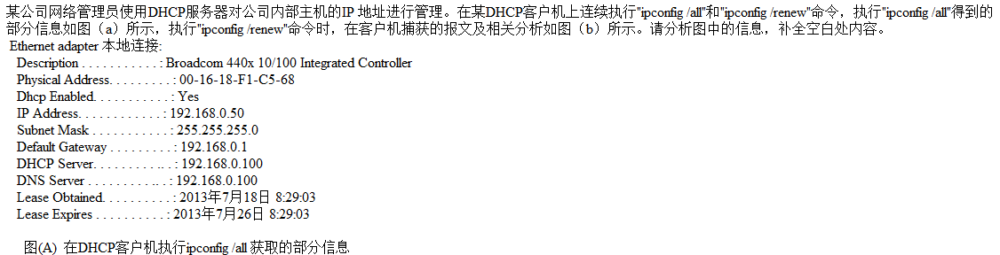 某公司网络管理员使用DHCP服务器对公司内部主机的IP 地址进行管理。在某DHCP客户机上连续执行"ipconfig /all"和"ipconfig /renew"命令，执行"ipconfig /all"得到的
部分信息如图（a）所示，执行"ipconfig /renew"命令时，在客户机捕获的报文及相关分析如图（b）所示。请分析图中的信息，补全空白处内容。
Ethernet adapter 本地连接:
Description . . . . . . . . . . . : Broadcom 440x 10/100 Integrated Controller
Physical Address. . . . . . . . . : 00-16-18-F1-C5-68
Dhcp Enabled. . . . . . . . . . . : Yes
IP Address. . . . . . . . . . . . : 192.168.0.50
Subnet Mask . . . . . . . . . . . : 255.255.255.0
Default Gateway . . . . . . . . . : 192.168.0.1
DHCP Server. . . . . . . . . .. . . : 192.168.0.100
DNS Server . . . . . . . . . .. . . : 192.168.0.100
Lease Obtained. . . . . . . . . . : 2013年7月18日 8:29:03
Lease Expires . . . . . . . . . . : 2013年7月26日 8:29:03
图(A) 在DHCP客户机执行ipconfig /all 获取的部分信息